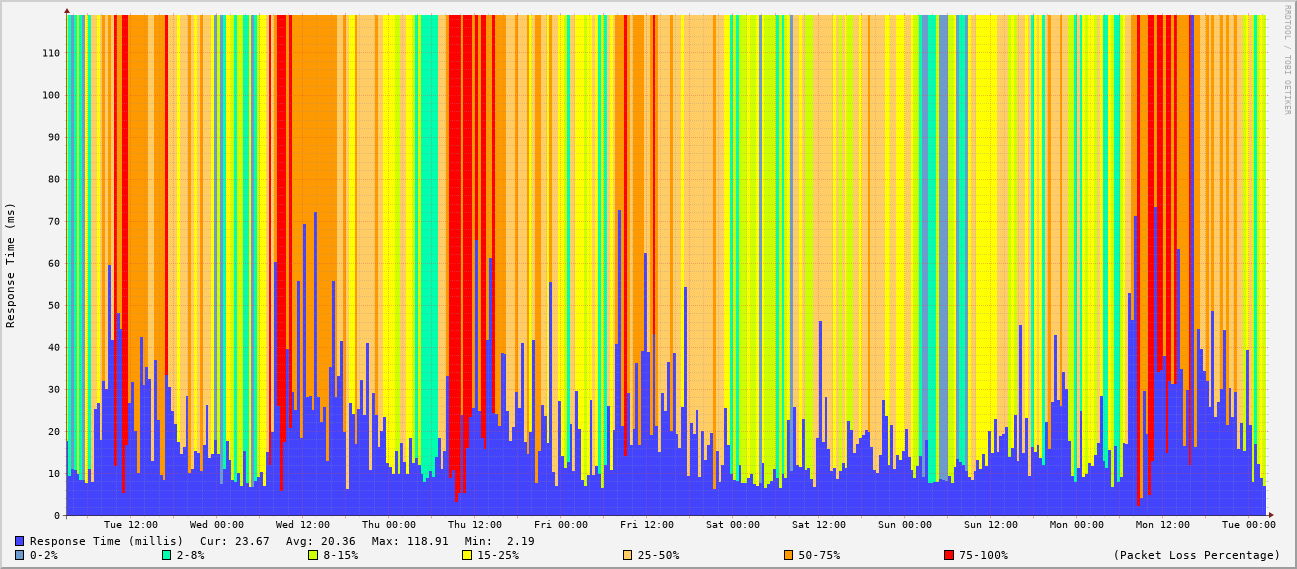 RRDTOOL / TOBI OETIKER
Response Time (ms)
110
100
90
80
70
60
50
40
30
20
10
0
Tue 12:00 Wed 00:00 Wed 12:00 Thu 00:00 Thu 12:00 Fri 00:00 Fri 12:00 Sat 00:00 Sat 12:00 Sun 00:00 Sun 12:00 Mon 00:00 Mon 12:00 Tue 00:00
Response Time (millis) Cur: 23.67 Avg: 20.36 Max: 118.91 Min: 2.19
0-2% 2-8% 8-15% 15-25% 25-50% 50-75% 75-100% (Packet Loss Percentage)